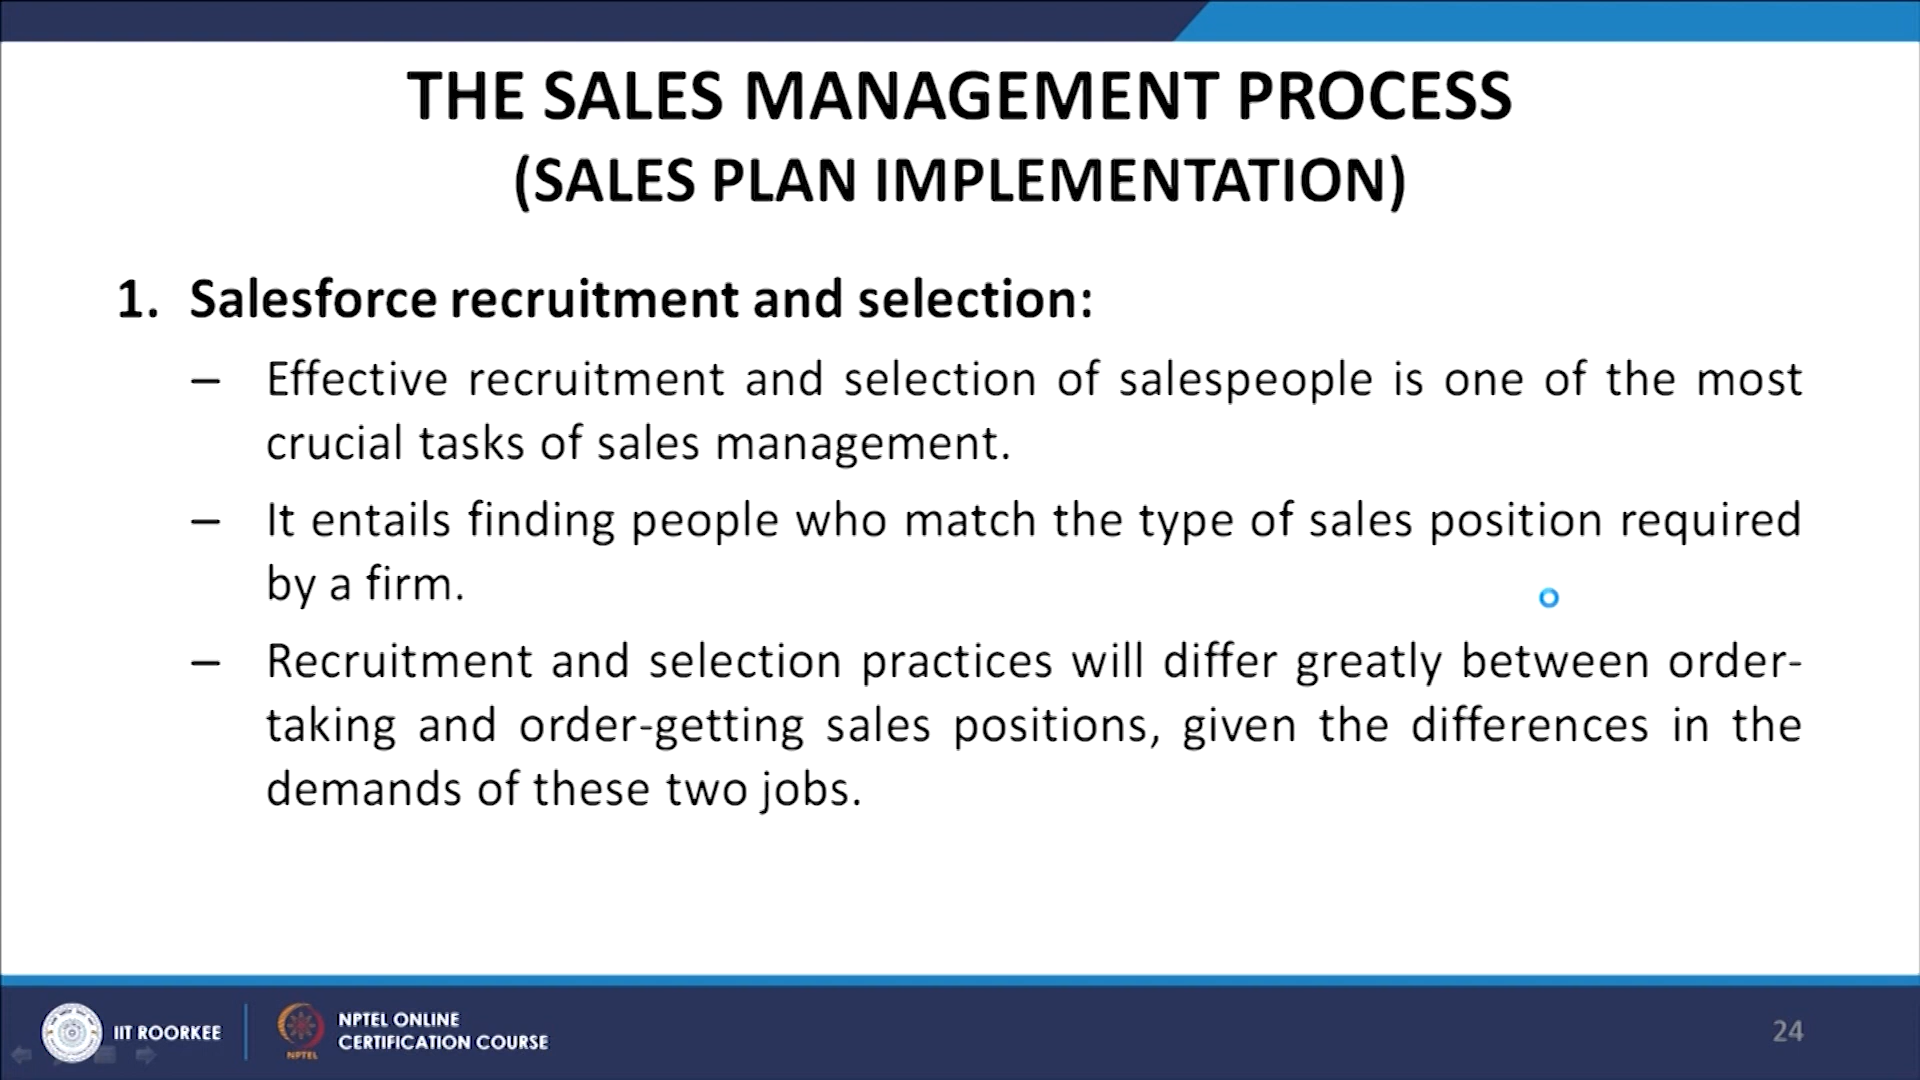 THE SALES MANAGEMENT PROCESS
(SALES PLAN IMPLEMENTATION)
1. Salesforce recruitment and selection:
– Effective recruitment and selection of salespeople is one of the most
crucial tasks of sales management.
– It entails finding people who match the type of sales position required
by a firm.
– Recruitment and selection practices will differ greatly between order-
taking and order-getting sales positions, given the differences in the
demands of these two jobs.
IIT ROORKEE
NPTEL
NPTEL ONLINE
CERTIFICATION COURSE
24